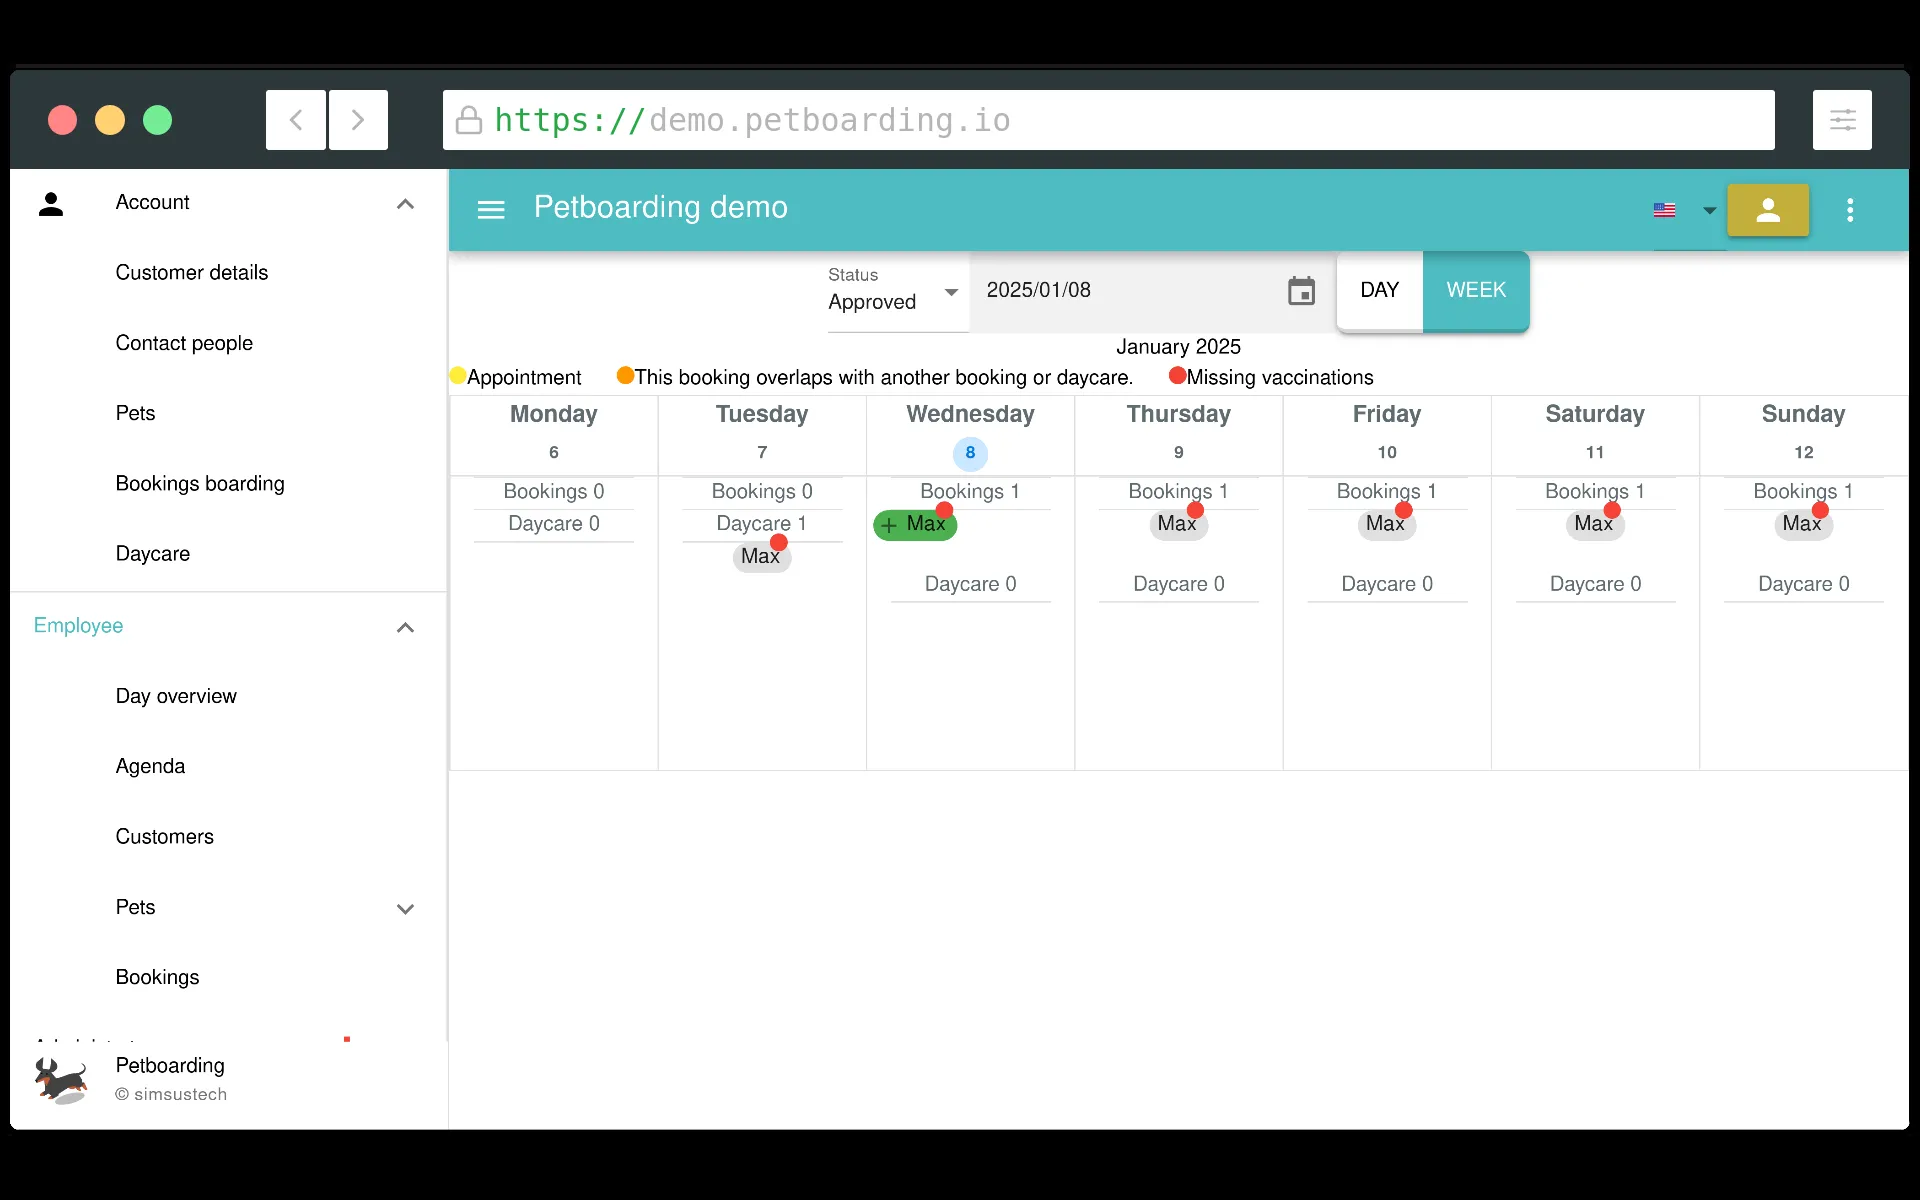 https://demo.petboarding.io
Account
Customer details
Contact people
Pets
Bookings boarding
Daycare
Employee
Day overview
Agenda
Customers
Pets
Bookings
Petboarding
© simsustech
Petboarding demo
Status
Approved
2025/01/08
DAY
WEEK
January 2025
Appointment
This booking overlaps with another booking or daycare.
Missing vaccinations
Monday Tuesday Wednesday Thursday Friday Saturday Sunday
6 7 8 9 10 11 12
Bookings 0 Bookings 0 Bookings 1 Bookings 1 Bookings 1 Bookings 1 Bookings 1
Daycare 0 Daycare 1 + Max Max Max Max Max
Max
Daycare 0 Daycare 0 Daycare 0 Daycare 0 Daycare 0